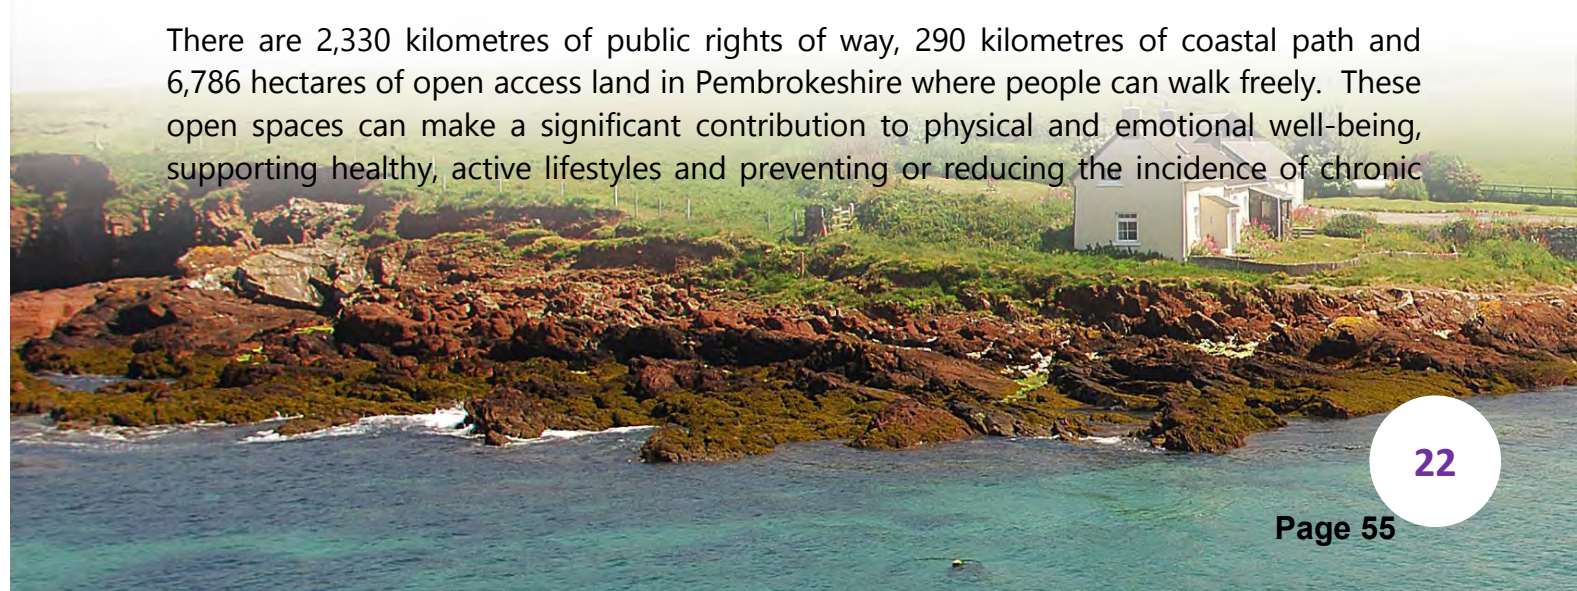 There are 2,330 kilometres of public rights of way, 290 kilometres of coastal path and
6,786 hectares of open access land in Pembrokeshire where people can walk freely. These
open spaces can make a significant contribution to physical and emotional well-being,
supporting healthy, active lifestyles and preventing or reducing the incidence of chronic
22
Page 55